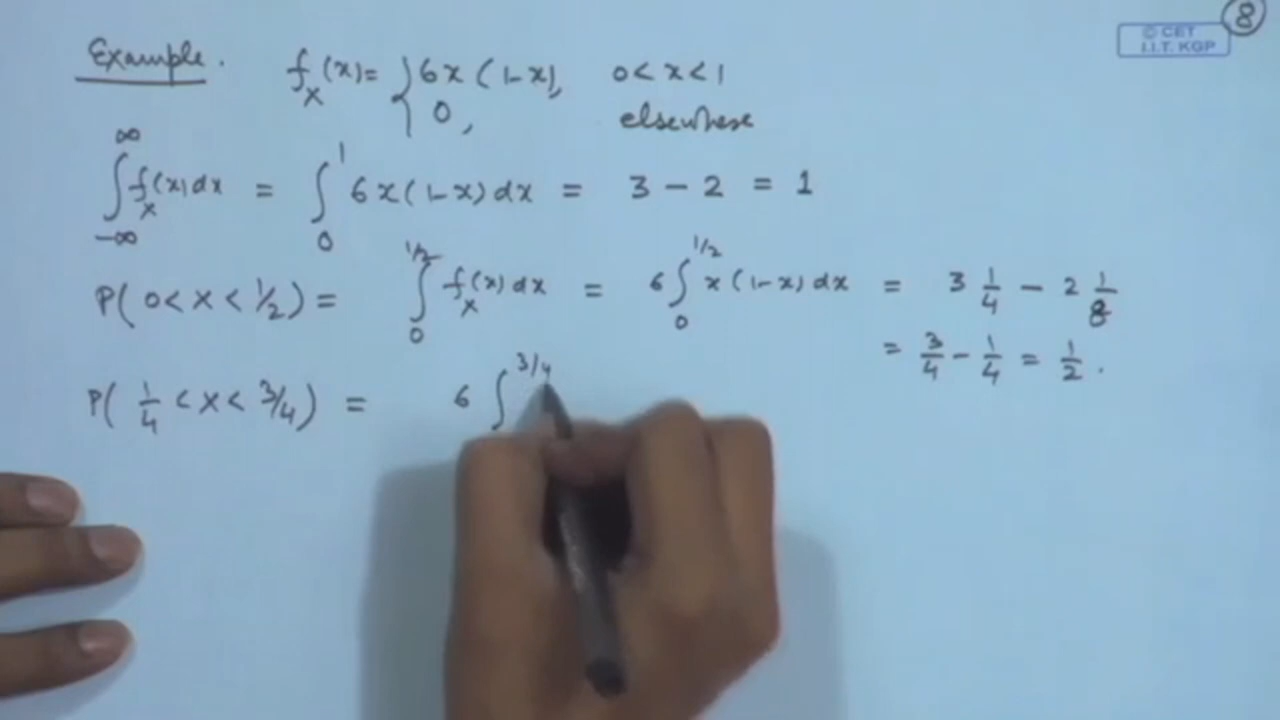 8
© CET
I.I.T. KGP
Example. f_X(x) = { 6x(1-x), 0 < x < 1
0, elsewhere
∫_{-∞}^{∞} f_X(x) dx = ∫_0^1 6x(1-x) dx = 3 - 2 = 1
P(0 < X < 1/2) = ∫_0^{1/2} f_X(x) dx = 6 ∫_0^{1/2} x(1-x) dx = 3 1/4 - 2 1/8
= 3/4 - 1/4 = 1/2.
P(1/4 < X < 3/4) = 6 ∫^{3/4}